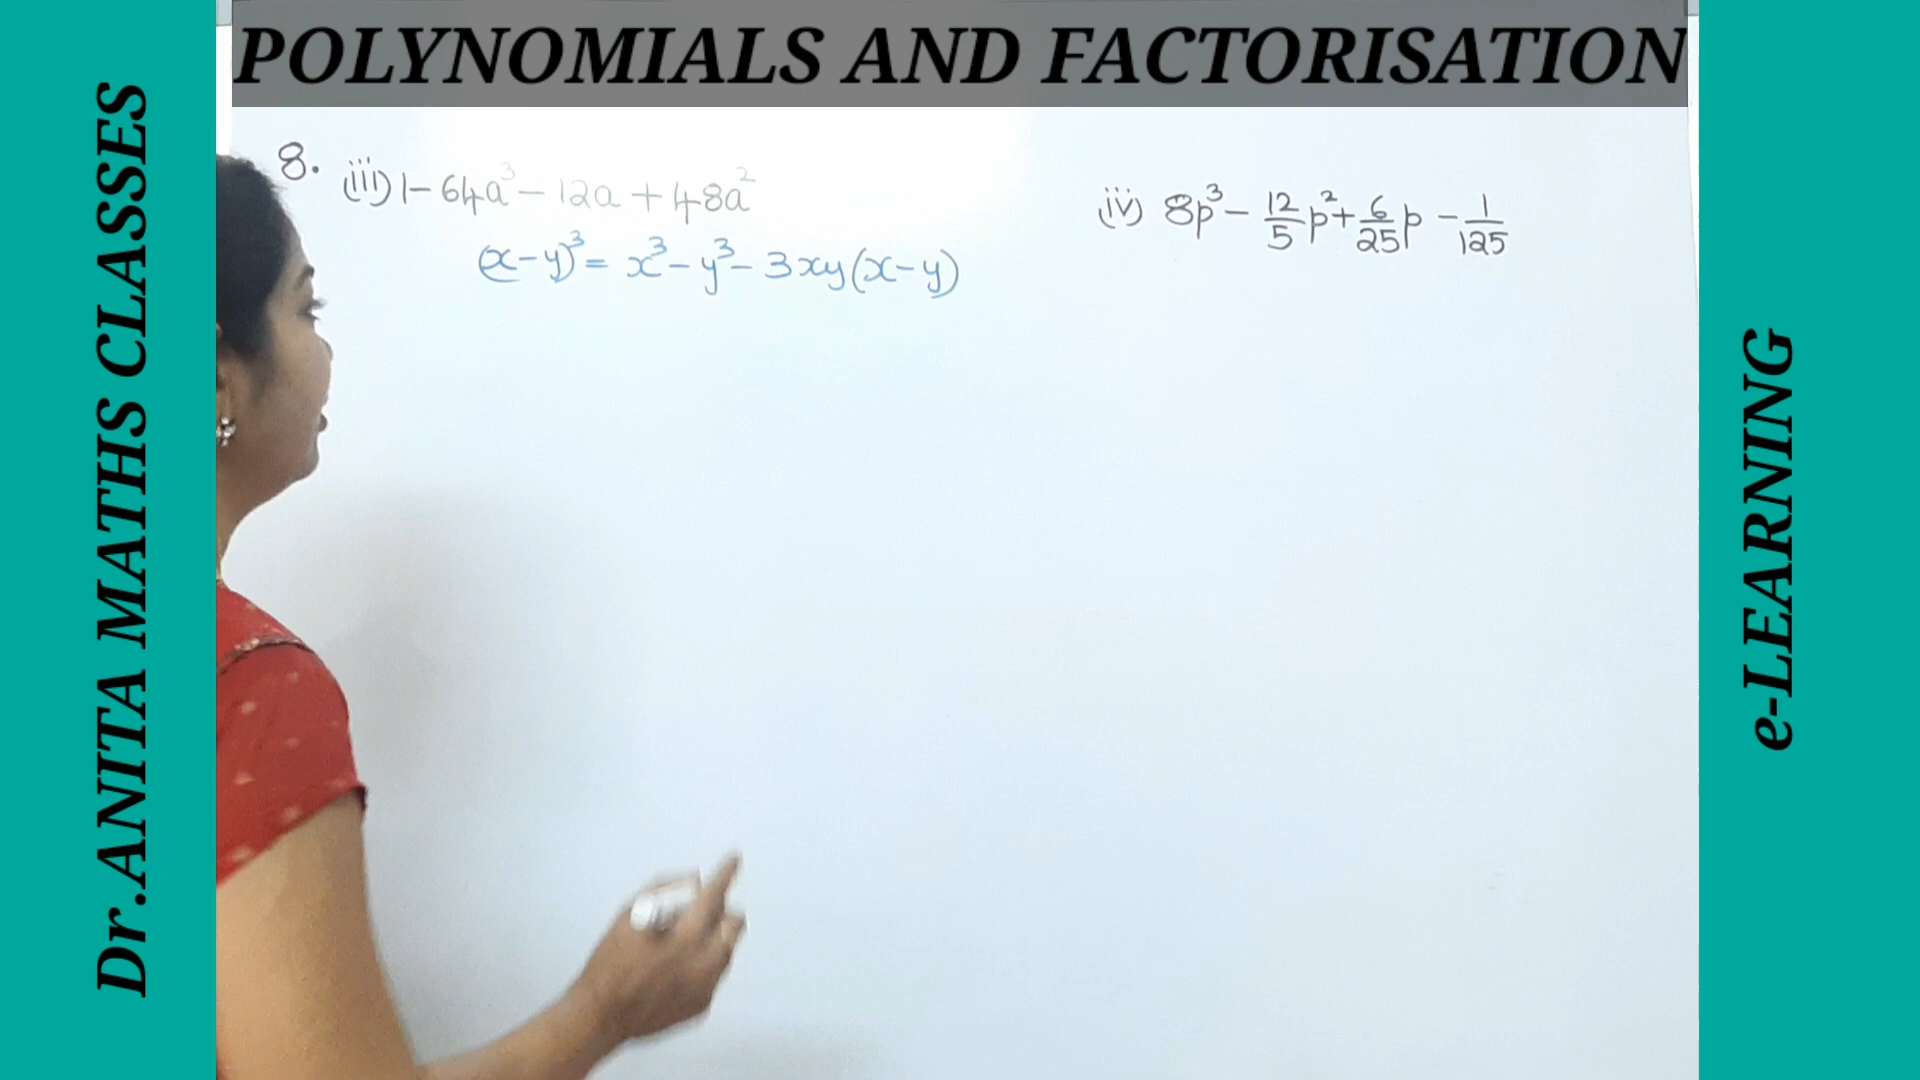 POLYNOMIALS AND FACTORISATION
Dr.ANITA MATHS CLASSES
8. (iii) 1-64a³-12a+48a²
(x-y)³= x³-y³-3xy(x-y)
(iv) 8p³- 12/5 p²+ 6/25 p - 1/125
e-LEARNING